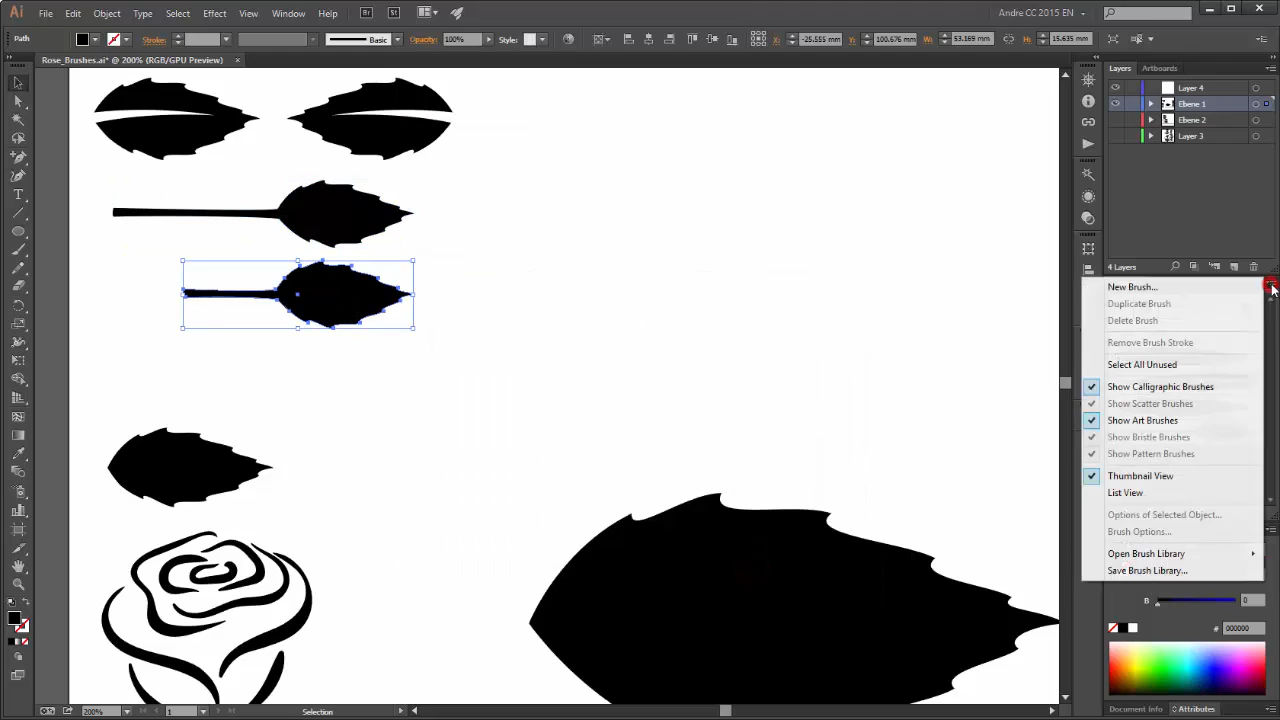 Ai File Edit Object Type Select Effect View Window Help Br St Andre CC 2015 EN
Path Stroke: Basic Opacity: 100% Style: X: -25.555 mm Y: 100.676 mm W: 53.189 mm H: 15.635 mm
Rose_Brushes.ai* @ 200% (RGB/GPU Preview) ×
Layers Artboards
Layer 4
Ebene 1
Ebene 2
Layer 3
4 Layers
New Brush...
Duplicate Brush
Delete Brush
Remove Brush Stroke
Select All Unused
Show Calligraphic Brushes
Show Scatter Brushes
Show Art Brushes
Show Bristle Brushes
Show Pattern Brushes
Thumbnail View
List View
Options of Selected Object...
Brush Options...
Open Brush Library
Save Brush Library...
B 0
# 000000
200% 1 Selection
Document Info Attributes